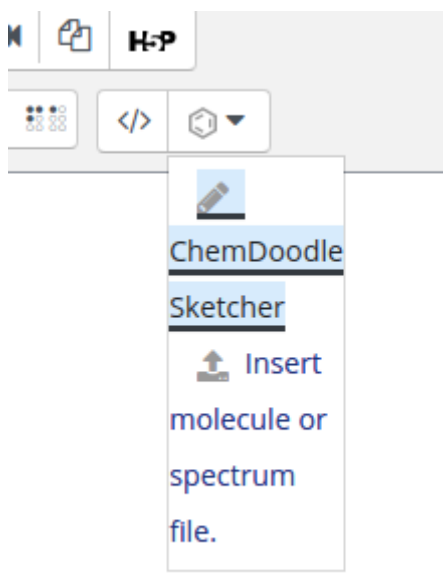 H5P
</>
ChemDoodle
Sketcher
Insert
molecule or
spectrum
file.